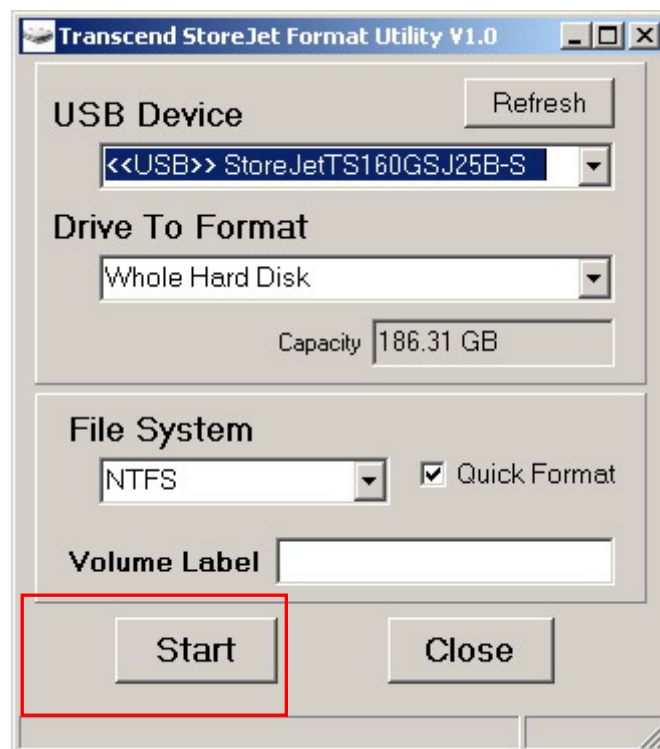 Transcend StoreJet Format Utility V1.0
USB Device
Refresh
<<USB>> StoreJetTS160GSJ25B-S
Drive To Format
Whole Hard Disk
Capacity 186.31 GB
File System
NTFS
Quick Format
Volume Label
Start Close